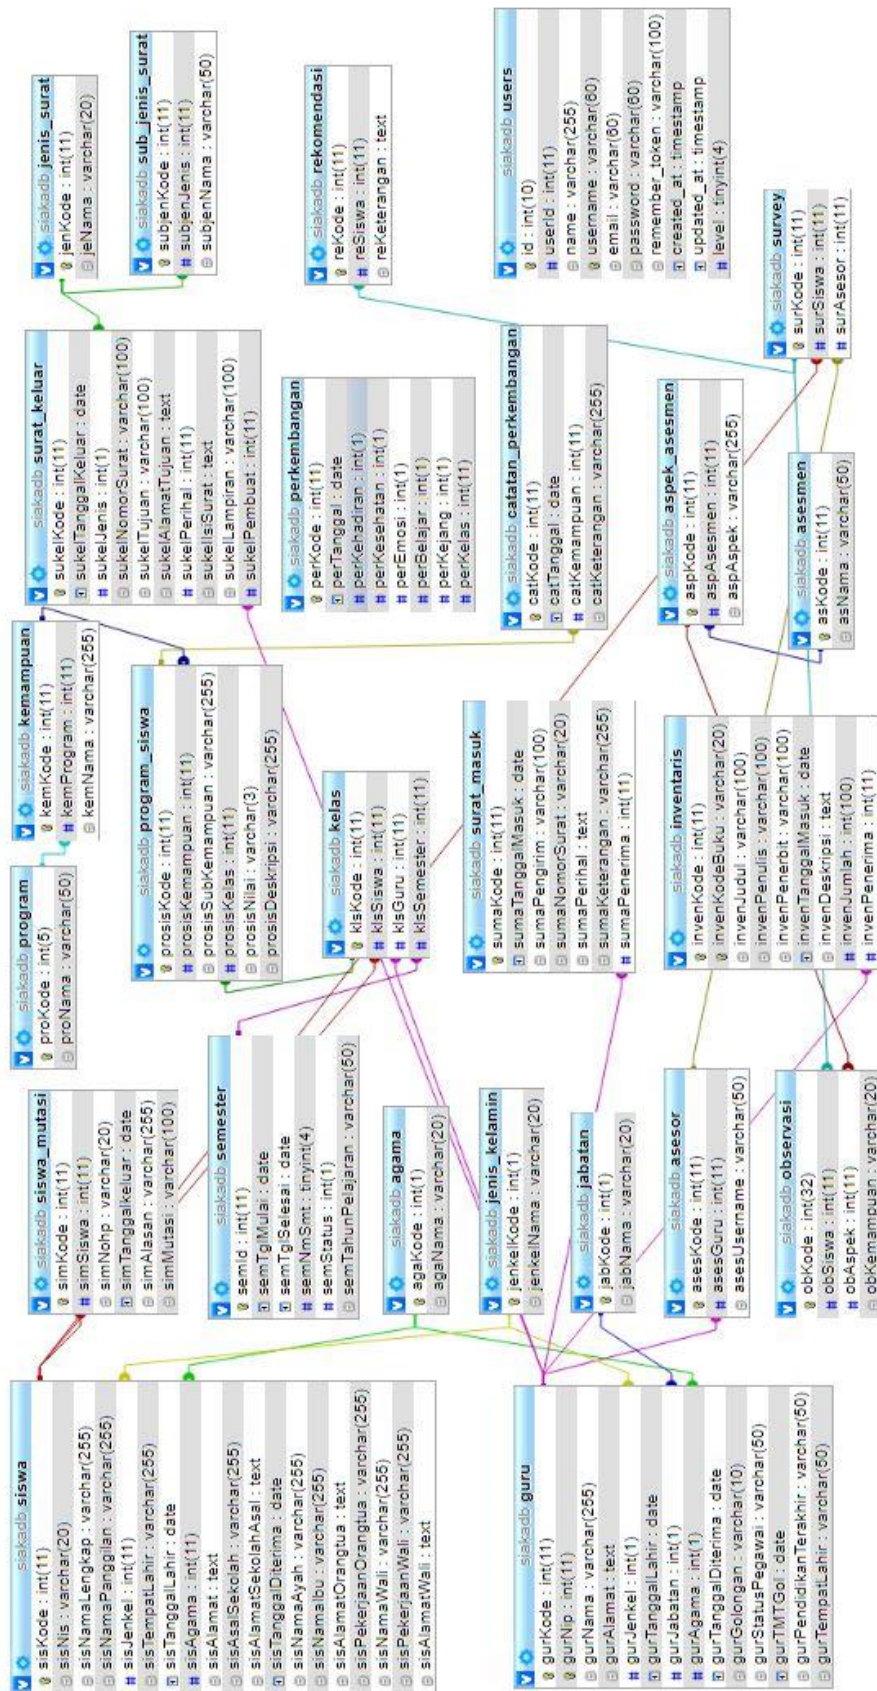 siakadb siswa
sisKode : int(11)
sisNis : varchar(20)
sisNamaLengkap : varchar(255)
sisNamaPanggilan : varchar(255)
sisJenkel : int(11)
sisTempatLahir : varchar(255)
sisTanggalLahir : date
sisAgama : int(11)
sisAlamat : text
sisAsalSekolah : varchar(255)
sisAlamatSekolahAsal : text
sisTanggalDiterima : date
sisNamaAyah : varchar(255)
sisNamaIbu : varchar(255)
sisAlamatOrangtua : text
sisPekerjaanOrangtua : varchar(255)
sisNamaWali : varchar(255)
sisPekerjaanWali : varchar(255)
sisAlamatWali : text
siakadb siswa_mutasi
simKode : int(11)
simSiswa : int(11)
simNohp : varchar(20)
simTanggalkeluar : date
simAlasan : varchar(255)
simMutasi : varchar(100)
siakadb program
proKode : int(5)
proNama : varchar(50)
siakadb kemampuan
kemKode : int(11)
kemProgram : int(11)
kemNama : varchar(255)
siakadb surat_keluar
sukelKode : int(11)
sukelTanggalKeluar : date
sukelJenis : int(1)
sukelNomorSurat : varchar(100)
sukelTujuan : varchar(100)
sukelAlamatTujuan : text
sukelPerihal : int(11)
sukelIsiSurat : text
sukelLampiran : varchar(100)
sukelPembuat : int(11)
siakadb jenis_surat
jenKode : int(11)
jeNama : varchar(20)
siakadb sub_jenis_surat
subjenKode : int(11)
subjenJenis : int(11)
subjenNama : varchar(50)
siakadb program_siswa
prosisKode : int(11)
prosisKemampuan : int(11)
prosisSubKemampuan : varchar(255)
prosisKelas : int(11)
prosisNilai : varchar(3)
prosisDeskripsi : varchar(255)
siakadb semester
semId : int(11)
semTglMulai : date
semTglSelesai : date
semNmSmt : tinyint(4)
semStatus : int(1)
semTahunPelajaran : varchar(50)
siakadb kelas
klsKode : int(11)
klsSiswa : int(11)
klsGuru : int(11)
klsSemester : int(11)
siakadb perkembangan
perKode : int(11)
perTanggal : date
perKehadiran : int(1)
perKesehatan : int(1)
perEmosi : int(1)
perBelajar : int(1)
perKejang : int(1)
perKelas : int(11)
siakadb rekomendasi
reKode : int(11)
reSiswa : int(11)
reKeterangan : text
siakadb agama
agaKode : int(1)
agaNama : varchar(20)
siakadb jenis_kelamin
jenkelKode : int(1)
jenkelNama : varchar(20)
siakadb surat_masuk
sumaKode : int(11)
sumaTanggalMasuk : date
sumaPengirim : varchar(100)
sumaNomorSurat : varchar(20)
sumaPerihal : text
sumaKeterangan : varchar(255)
sumaPenerima : int(11)
siakadb catatan_perkembangan
catKode : int(11)
catTanggal : date
catKemampuan : int(11)
catKeterangan : varchar(255)
siakadb users
id : int(10)
userId : int(11)
name : varchar(255)
username : varchar(60)
email : varchar(60)
password : varchar(60)
remember_token : varchar(100)
created_at : timestamp
updated_at : timestamp
level : tinyint(4)
siakadb guru
gurKode : int(11)
gurNip : int(11)
gurNama : varchar(255)
gurAlamat : text
gurJenkel : int(1)
gurTanggalLahir : date
gurJabatan : int(1)
gurAgama : int(1)
gurTanggalDiterima : date
gurGolongan : varchar(10)
gurStatusPegawai : varchar(50)
gurTMTGol : date
gurPendidikanTerakhir : varchar(50)
gurTempatLahir : varchar(50)
siakadb jabatan
jabKode : int(1)
jabNama : varchar(20)
siakadb asesor
asesKode : int(11)
asesGuru : int(11)
asesUsername : varchar(50)
siakadb observasi
obKode : int(32)
obSiswa : int(11)
obAspek : int(11)
obKemampuan : varchar(20)
siakadb inventaris
invenKode : int(11)
invenKodeBuku : varchar(20)
invenJudul : varchar(100)
invenPenulis : varchar(100)
invenPenerbit : varchar(100)
invenTanggalMasuk : date
invenDeskripsi : text
invenJumlah : int(100)
invenPenerima : int(11)
siakadb aspek_asesmen
aspKode : int(11)
aspAsesmen : int(11)
aspAspek : varchar(255)
siakadb asesmen
asKode : int(11)
asNama : varchar(50)
siakadb survey
surKode : int(11)
surSiswa : int(11)
surAsesor : int(11)